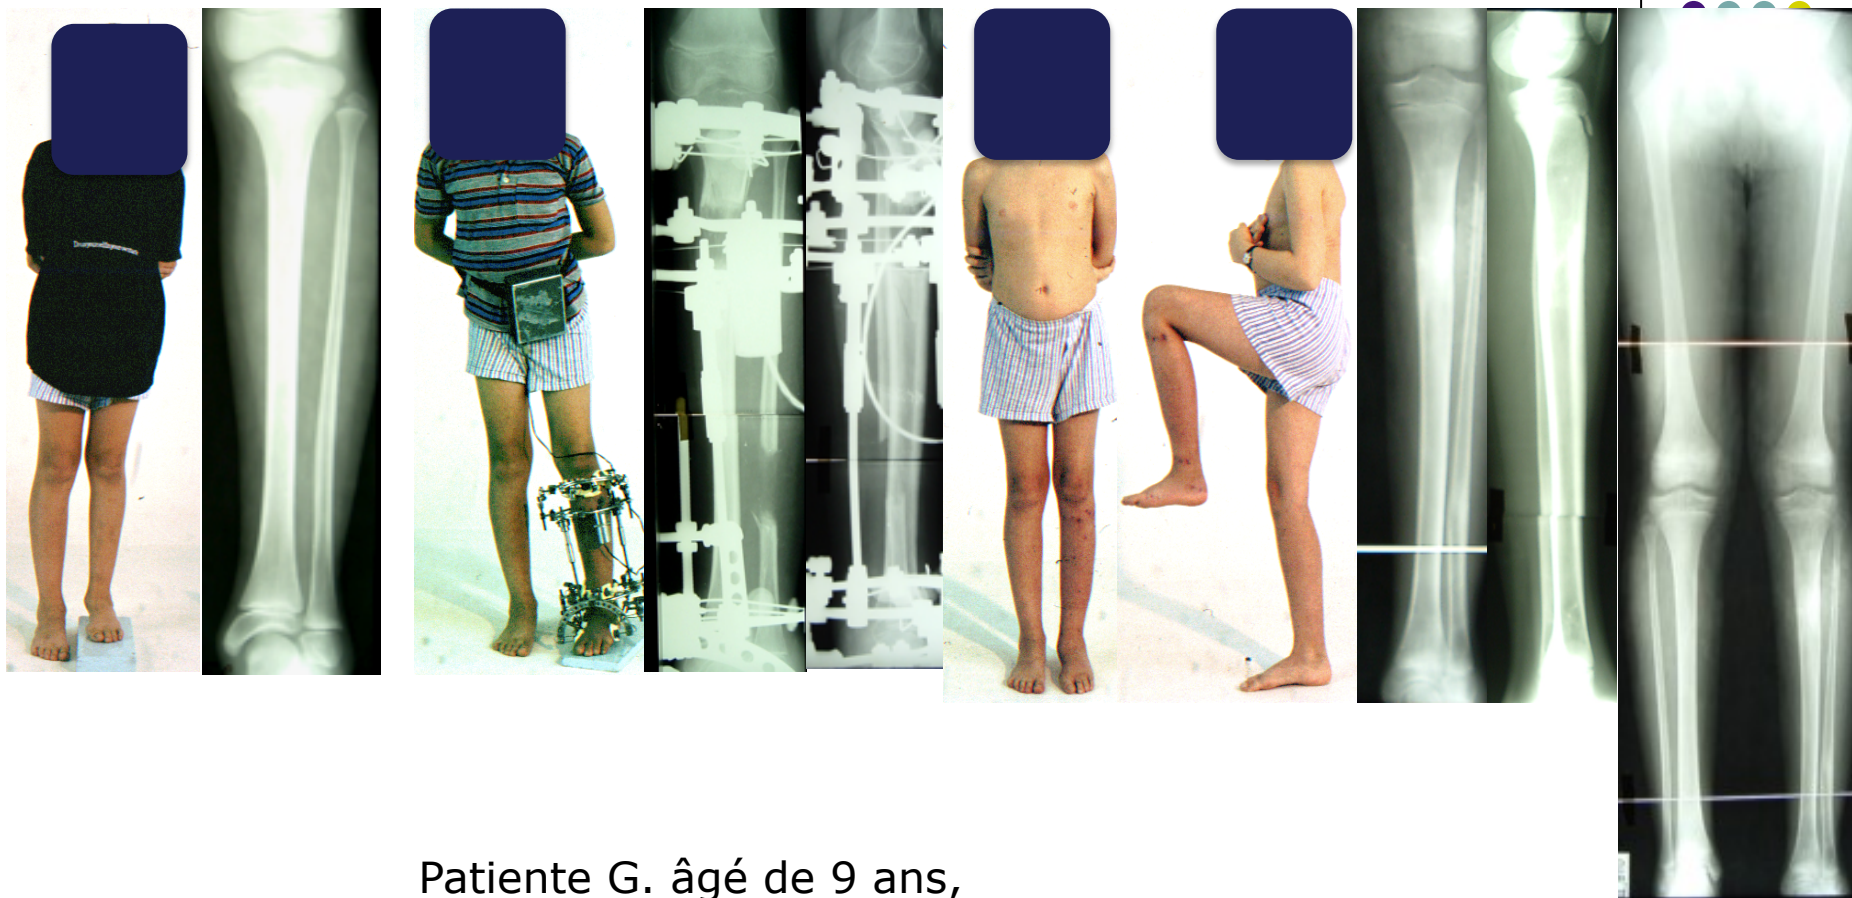 Patiente G. âgé de 9 ans,